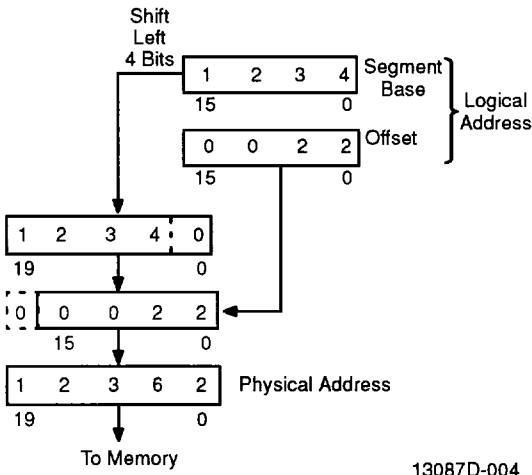 Shift
Left
4 Bits
1 2 3 4
Segment
Base
15 0
Logical
Address
0 0 2 2
Offset
15 0
1 2 3 4 0
19 0
0 0 0 2 2
15 0
1 2 3 6 2
Physical Address
19 0
To Memory
13087D-004